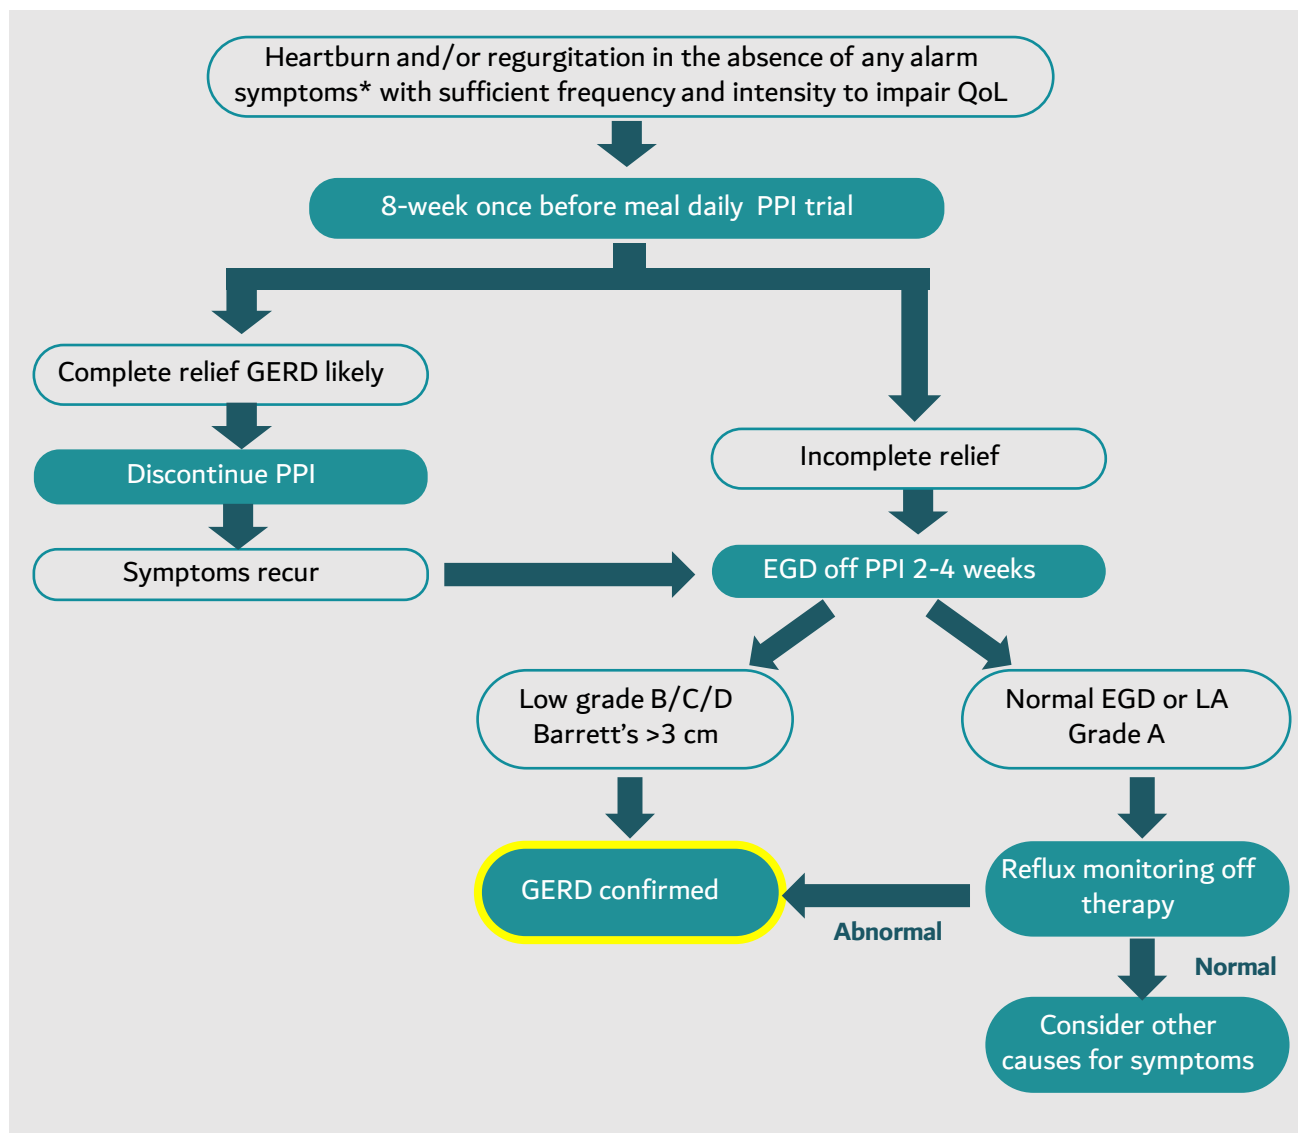 Heartburn and/or regurgitation in the absence of any alarm
symptoms* with sufficient frequency and intensity to impair QoL
8-week once before meal daily PPI trial
Complete relief GERD likely
Discontinue PPI
Symptoms recur
Incomplete relief
EGD off PPI 2-4 weeks
Low grade B/C/D
Barrett’s >3 cm
Normal EGD or LA
Grade A
GERD confirmed
Reflux monitoring off
therapy
Abnormal
Normal
Consider other
causes for symptoms